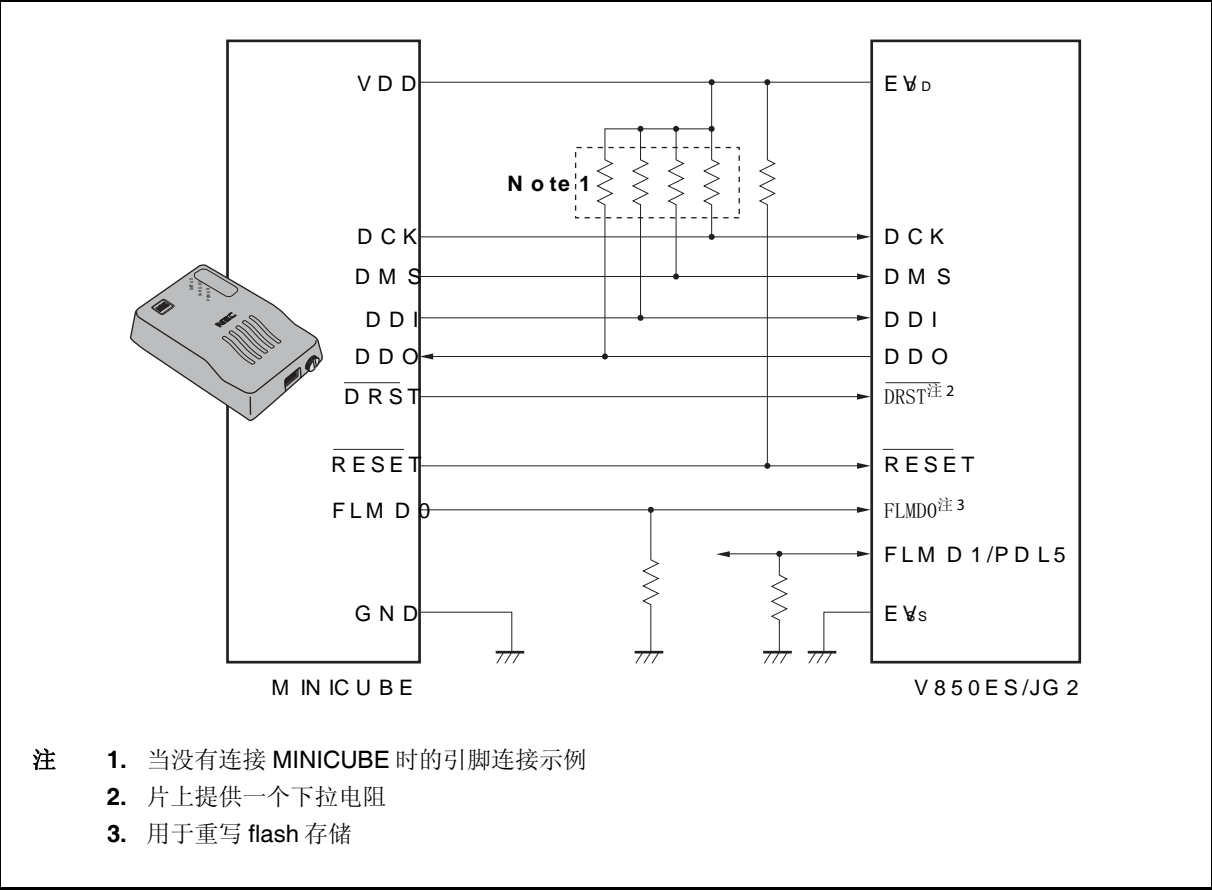 VDD EVDD
Note 1
DCK DCK
DMS DMS
DDI DDI
DDO DDO
DRST DRST注 2
RESET RESET
FLMD0 FLMD0注 3
FLMD1/PDL5
GND EVSS
NEC
MINICUBE V850ES/JG2
注 1. 当没有连接 MINICUBE 时的引脚连接示例
2. 片上提供一个下拉电阻
3. 用于重写 flash 存储